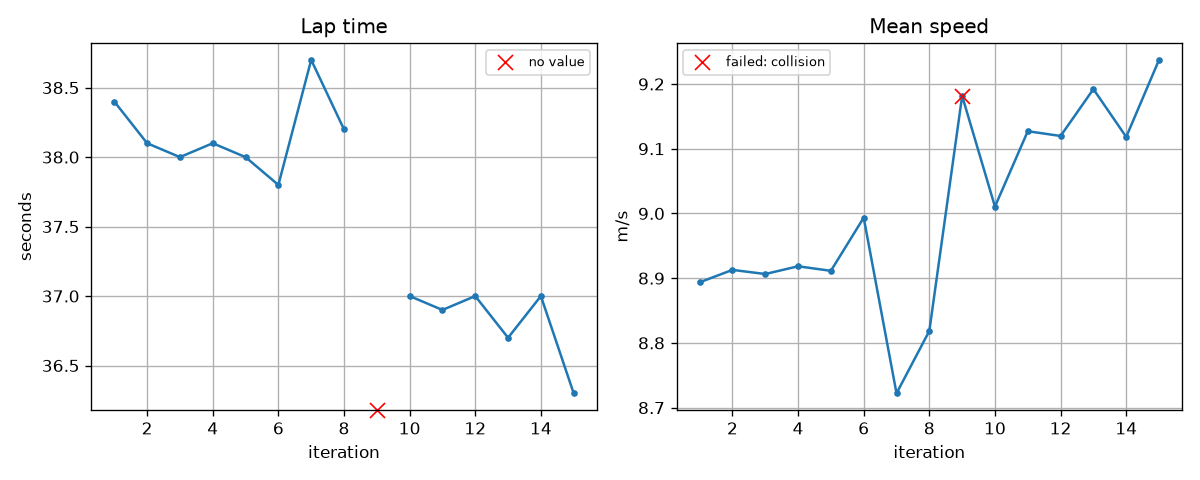 Lap time
no value
38.5
38.0
37.5
37.0
36.5
seconds
2 4 6 8 10 12 14
iteration
Mean speed
failed: collision
9.2
9.1
9.0
8.9
8.8
8.7
m/s
2 4 6 8 10 12 14
iteration